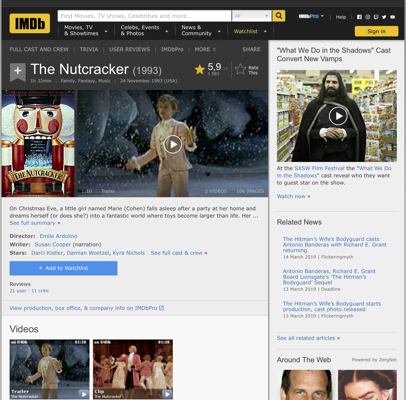 IMDb
Find Movies, TV shows, Celebrities and more...
All
IMDbPro
Help
Movies, TV
& Showtimes
Celebs, Events
& Photos
News &
Community
Watchlist
Sign in
FULL CAST AND CREW | TRIVIA | USER REVIEWS | IMDbPro | MORE
SHARE
The Nutcracker (1993)
5,9
Rate
This
1h 32min | Family, Fantasy, Music | 24 November 1993 (USA)
THE NUTCRACKER
Trailer
2 VIDEOS
106 IMAGES
On Christmas Eve, a little girl named Marie (Cohen) falls asleep after a party at her home and
dreams herself (or does she?) into a fantastic world where toys become larger than life. Her ...
See full summary »
Director: Emile Ardolino
Writer: Susan Cooper (narration)
Stars: Darci Kistler, Damian Woetzel, Kyra Nichols | See full cast & crew »
+ Add to Watchlist
Reviews
21 user | 11 critic
View production, box office, & company info on IMDbPro
Videos
IMDb
01:10
Trailer
The Nutcracker
IMDb
Clip
The Nutcracker
"What We Do in the Shadows" Cast
Convert New Vamps
At the SXSW Film Festival the "What We Do
in the Shadows" cast reveal who they want
to guest star on the show.
Watch now »
Related News
The Hitman's Wife's Bodyguard casts
Antonio Banderas with Richard E. Grant
returning
14 March 2019 | Flickeringmyth
Antonio Banderas, Richard E. Grant
Board Lionsgate's 'The Hitman's
Bodyguard' Sequel
14 March 2019 | Deadline
The Hitman's Wife's Bodyguard starts
production, cast photo released
13 March 2019 | Flickeringmyth
See all related articles »
Around The Web
Powered by ZergNet